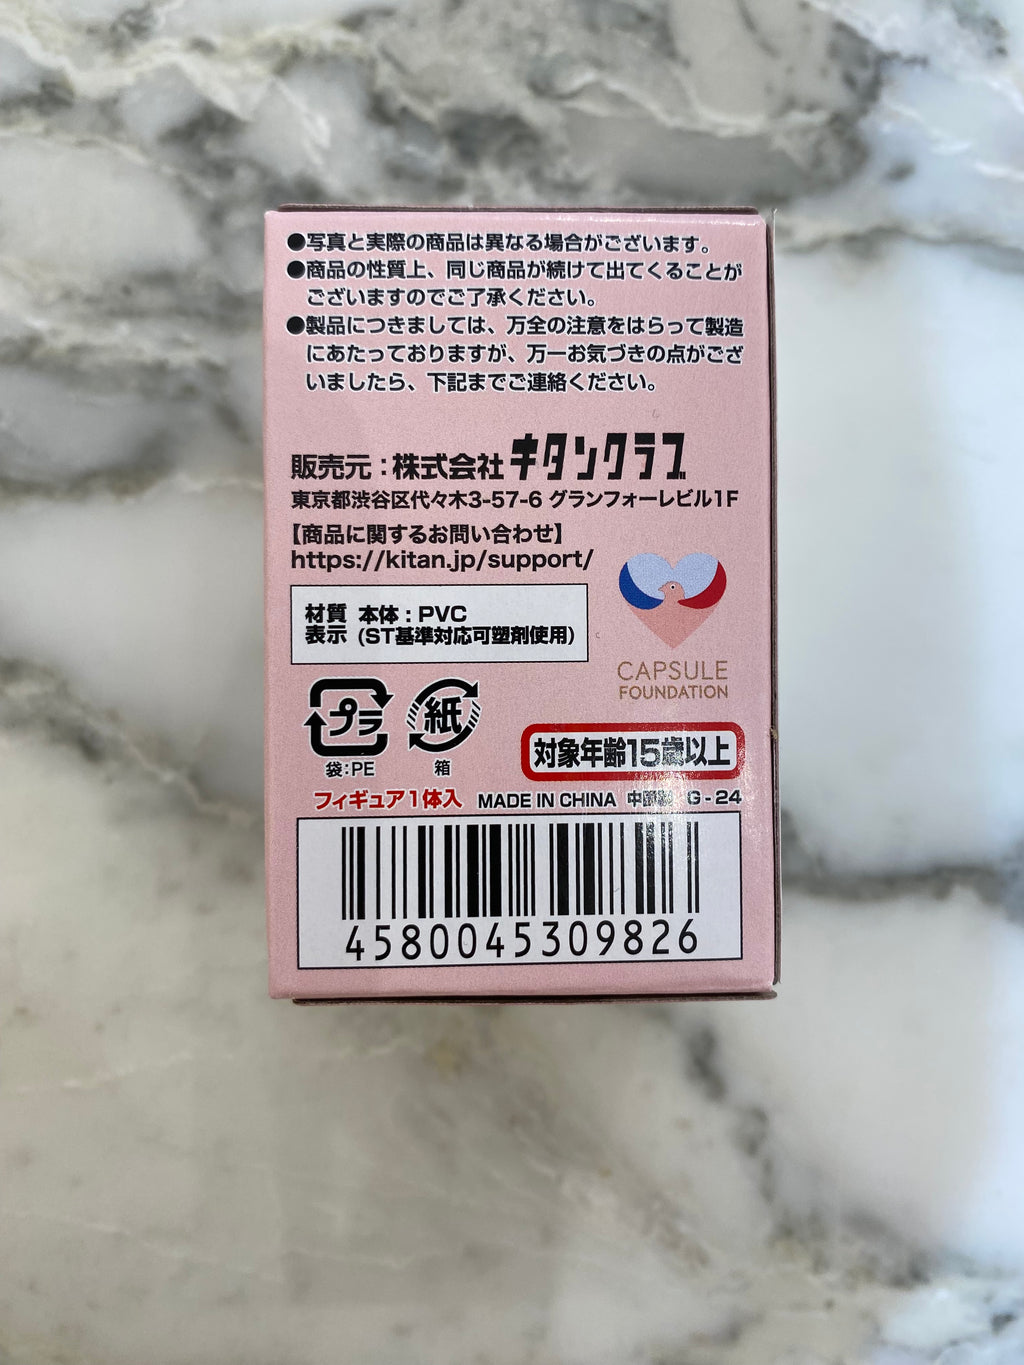 ●写真と実際の商品は異なる場合がございます。
●商品の性質上、同じ商品が続けて出てくることが
ございますのでご了承ください。
●製品につきましては、万全の注意をはらって製造
にあたっておりますが、万一お気づきの点がござ
いましたら、下記までご連絡ください。
販売元：株式会社キタンクラブ
東京都渋谷区代々木3-57-6 グランフォーレビル1F
【商品に関するお問い合わせ】
https://kitan.jp/support/
材質表示 本体：PVC
(ST基準対応可塑剤使用)
CAPSULE
FOUNDATION
プラ 紙
袋:PE 箱
対象年齢15歳以上
フィギュア1体入 MADE IN CHINA 中国製 G-24
4580045309826